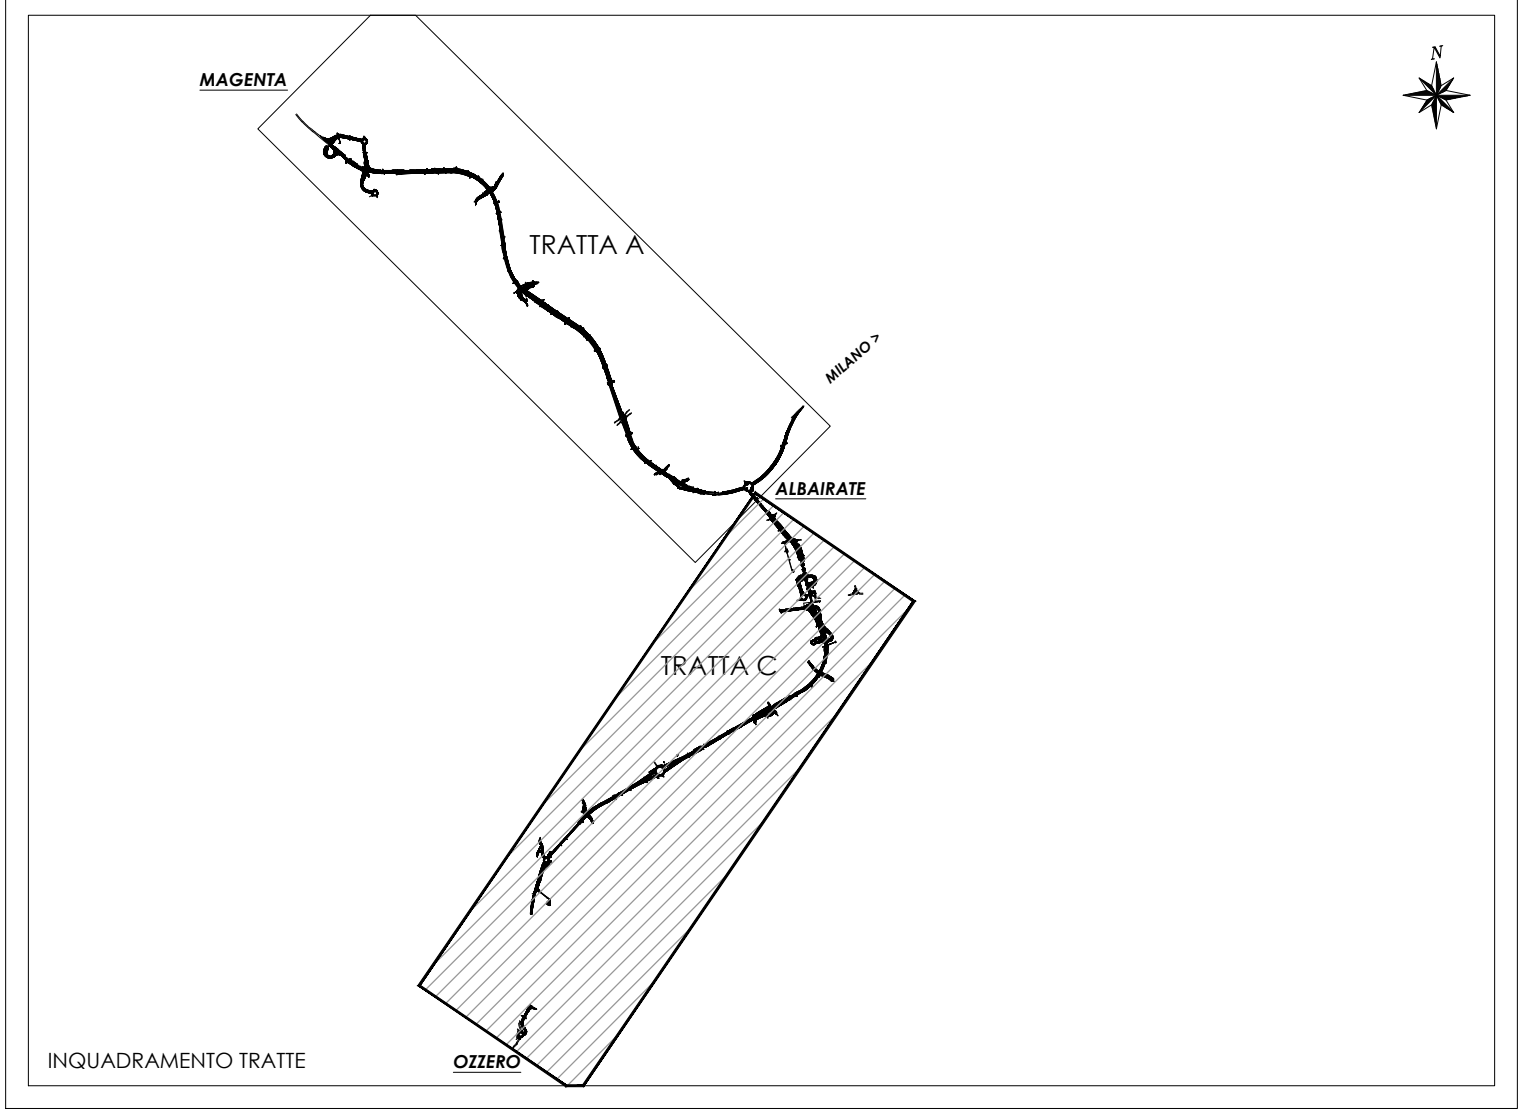 N
MAGENTA
TRATTA A
MILANO >
ALBAIRATE
TRATTA C
INQUADRAMENTO TRATTE
OZZERO